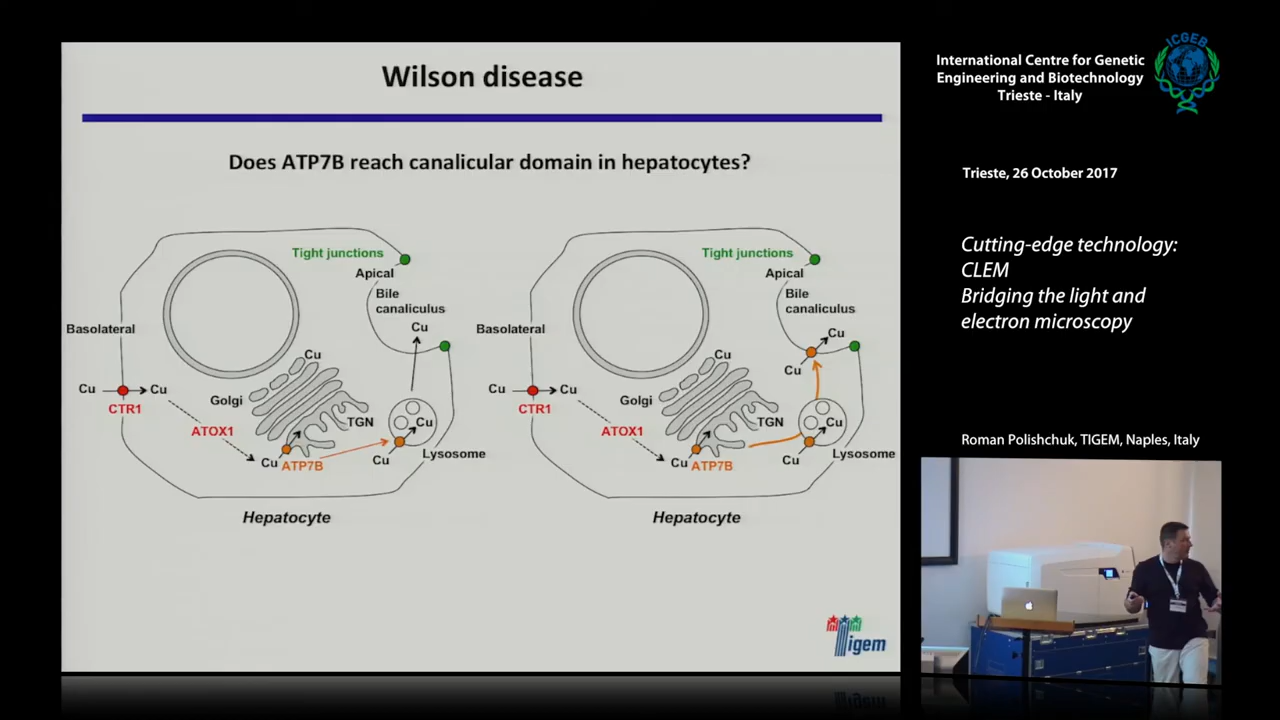 Wilson disease
Does ATP7B reach canalicular domain in hepatocytes?
Tight junctions
Apical
Bile
canaliculus
Cu
Basolateral
Cu
Cu
Cu
CTR1
Golgi
TGN
Cu
ATOX1
Cu
ATP7B
Cu
Lysosome
Hepatocyte
Tight junctions
Apical
Bile
canaliculus
Cu
Basolateral
Cu
Cu
Cu
Cu
CTR1
Golgi
TGN
Cu
ATOX1
Cu
ATP7B
Cu
Lysosome
Hepatocyte
Tigem
International Centre for Genetic
Engineering and Biotechnology
Trieste - Italy
ICGEB
Trieste, 26 October 2017
Cutting-edge technology:
CLEM
Bridging the light and
electron microscopy
Roman Polishchuk, TIGEM, Naples, Italy